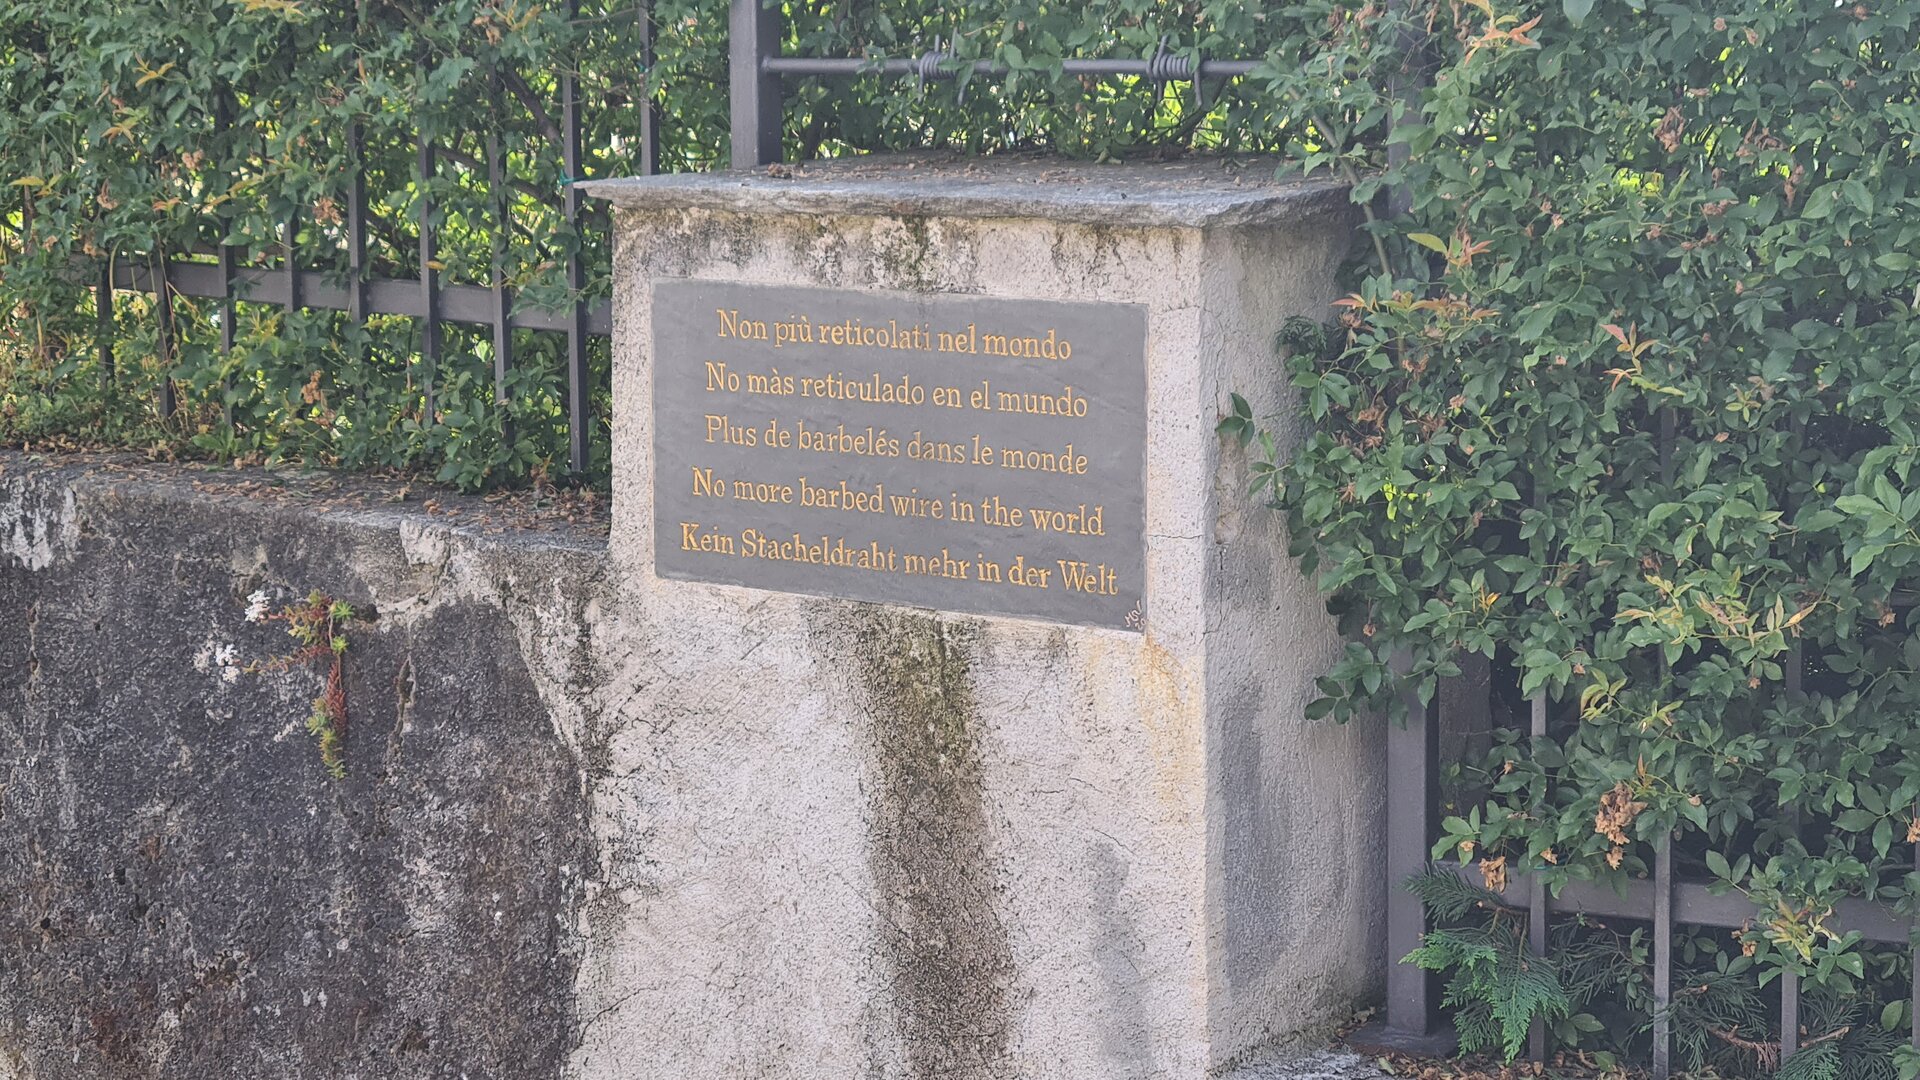 Non più reticolati nel mondo
No màs reticulado en el mundo
Plus de barbelés dans le monde
No more barbed wire in the world
Kein Stacheldraht mehr in der Welt